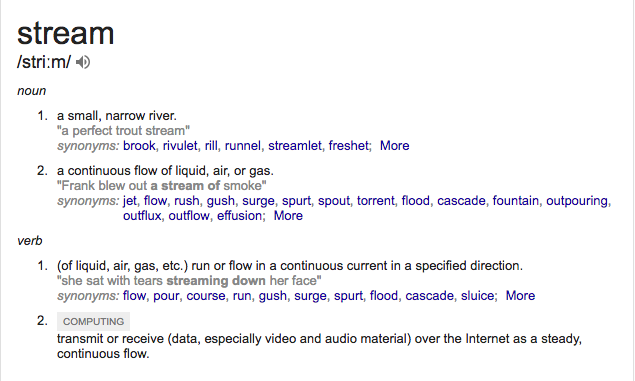 stream
/striːm/
noun
1. a small, narrow river.
"a perfect trout stream"
synonyms: brook, rivulet, rill, runnel, streamlet, freshet; More
2. a continuous flow of liquid, air, or gas.
"Frank blew out a stream of smoke"
synonyms: jet, flow, rush, gush, surge, spurt, spout, torrent, flood, cascade, fountain, outpouring,
outflux, outflow, effusion; More
verb
1. (of liquid, air, gas, etc.) run or flow in a continuous current in a specified direction.
"she sat with tears streaming down her face"
synonyms: flow, pour, course, run, gush, surge, spurt, flood, cascade, sluice; More
2. COMPUTING
transmit or receive (data, especially video and audio material) over the Internet as a steady,
continuous flow.